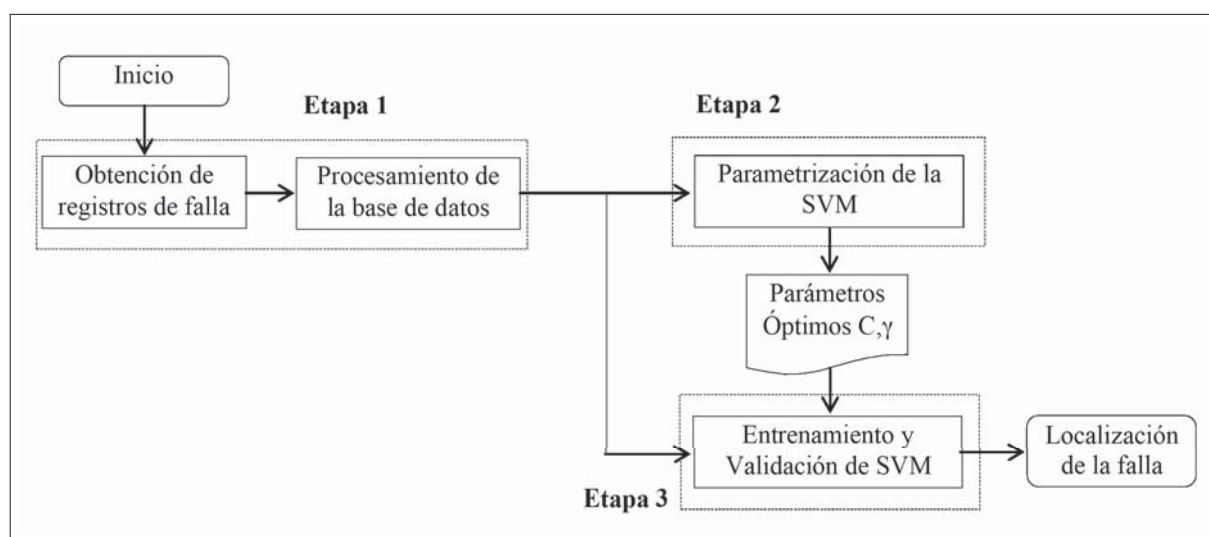 Inicio
Etapa 1
Etapa 2
Obtención de
registros de falla
Procesamiento de
la base de datos
Parametrización de la
SVM
Parámetros
Óptimos C,γ
Entrenamiento y
Validación de SVM
Localización
de la falla
Etapa 3